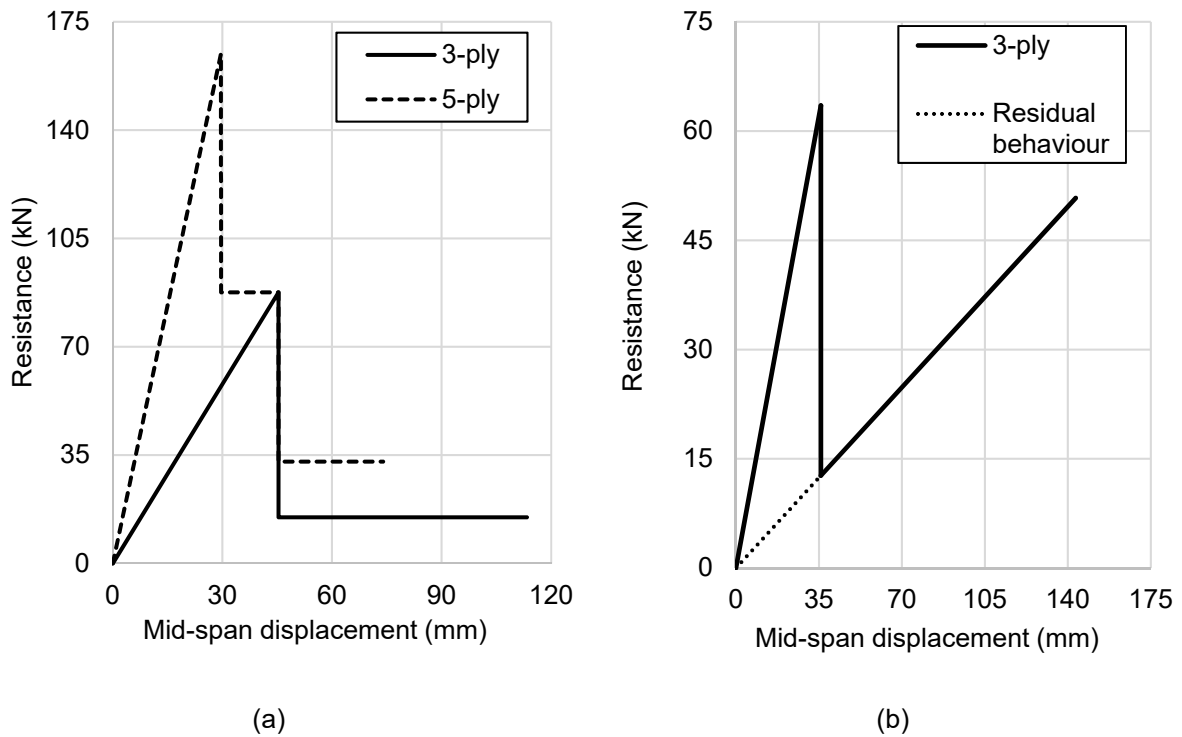 175
140
105
70
35
0
Resistance (kN)
3-ply
5-ply
0 30 60 90 120
Mid-span displacement (mm)
(a)
75
60
45
30
15
0
Resistance (kN)
3-ply
Residual
behaviour
0 35 70 105 140 175
Mid-span displacement (mm)
(b)